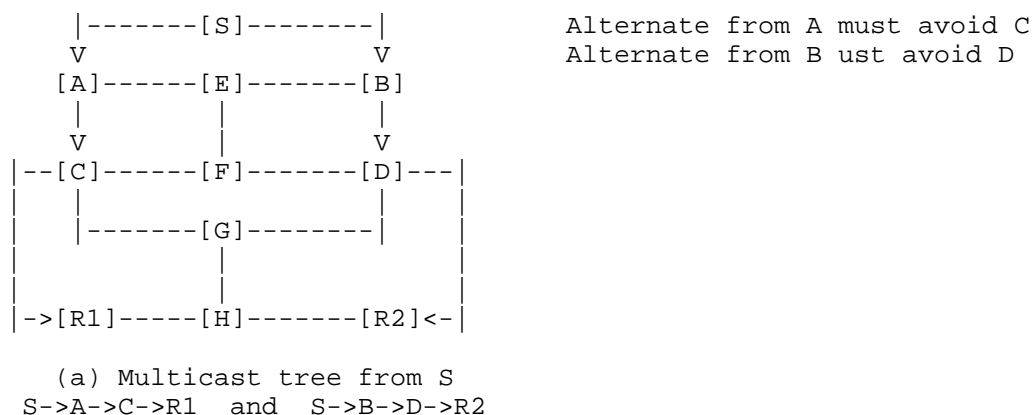 |-------[S]--------|    Alternate from A must avoid C
V                  V    Alternate from B ust avoid D
[A]------[E]-------[B]
|         |        |
V         |        V
|--[C]------[F]-------[D]---|
|   |                 |     |
|   |-------[G]--------|    |
|            |              |
|            |              |
|->[R1]-----[H]-------[R2]<-|
(a) Multicast tree from S
S->A->C->R1  and  S->B->D->R2